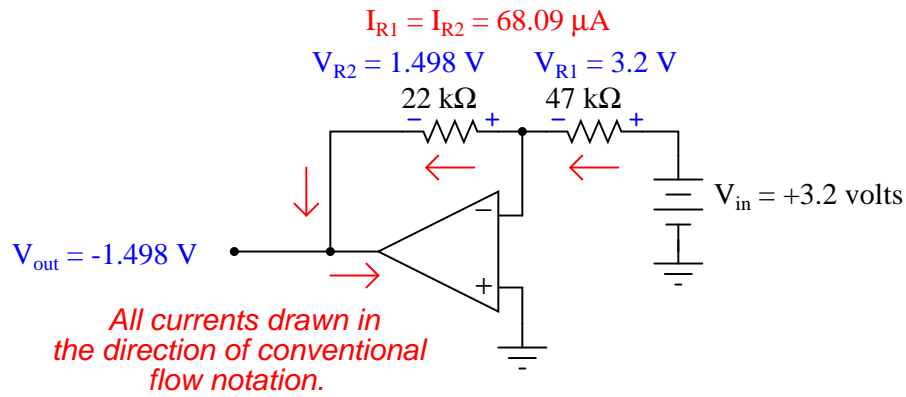 I_R1 = I_R2 = 68.09 μA
V_R2 = 1.498 V V_R1 = 3.2 V
22 kΩ 47 kΩ
− + − +
−
V_in = +3.2 volts
V_out = -1.498 V
+
All currents drawn in
the direction of conventional
flow notation.